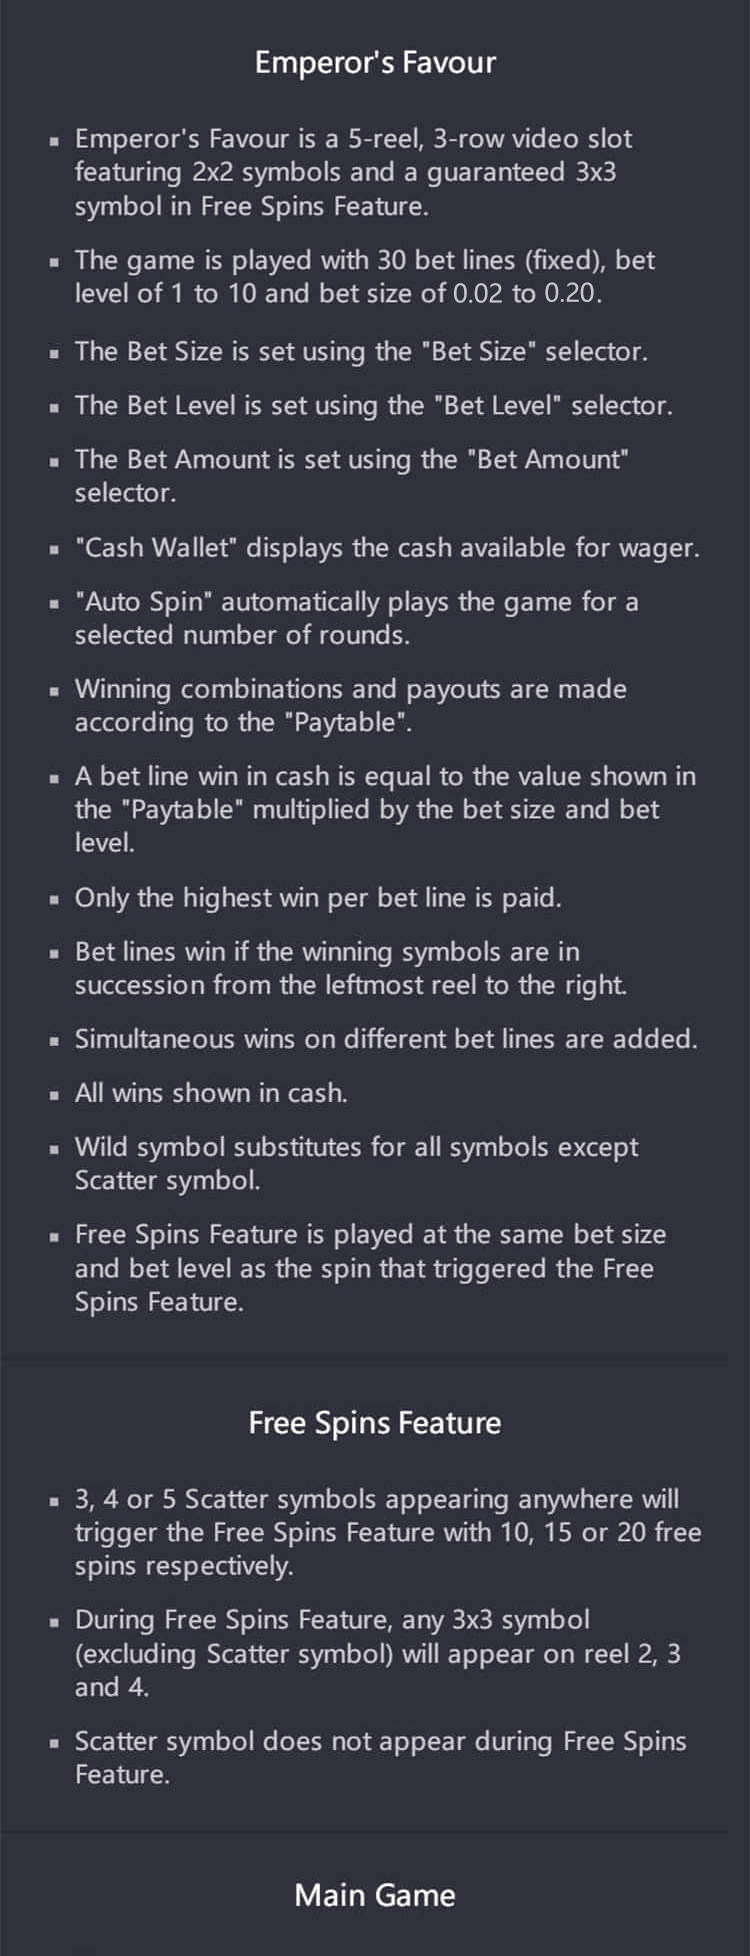 Emperor's Favour
▪ Emperor's Favour is a 5-reel, 3-row video slot
featuring 2x2 symbols and a guaranteed 3x3
symbol in Free Spins Feature.
▪ The game is played with 30 bet lines (fixed), bet
level of 1 to 10 and bet size of 0.02 to 0.20.
▪ The Bet Size is set using the "Bet Size" selector.
▪ The Bet Level is set using the "Bet Level" selector.
▪ The Bet Amount is set using the "Bet Amount"
selector.
▪ "Cash Wallet" displays the cash available for wager.
▪ "Auto Spin" automatically plays the game for a
selected number of rounds.
▪ Winning combinations and payouts are made
according to the "Paytable".
▪ A bet line win in cash is equal to the value shown in
the "Paytable" multiplied by the bet size and bet
level.
▪ Only the highest win per bet line is paid.
▪ Bet lines win if the winning symbols are in
succession from the leftmost reel to the right.
▪ Simultaneous wins on different bet lines are added.
▪ All wins shown in cash.
▪ Wild symbol substitutes for all symbols except
Scatter symbol.
▪ Free Spins Feature is played at the same bet size
and bet level as the spin that triggered the Free
Spins Feature.
Free Spins Feature
▪ 3, 4 or 5 Scatter symbols appearing anywhere will
trigger the Free Spins Feature with 10, 15 or 20 free
spins respectively.
▪ During Free Spins Feature, any 3x3 symbol
(excluding Scatter symbol) will appear on reel 2, 3
and 4.
▪ Scatter symbol does not appear during Free Spins
Feature.
Main Game